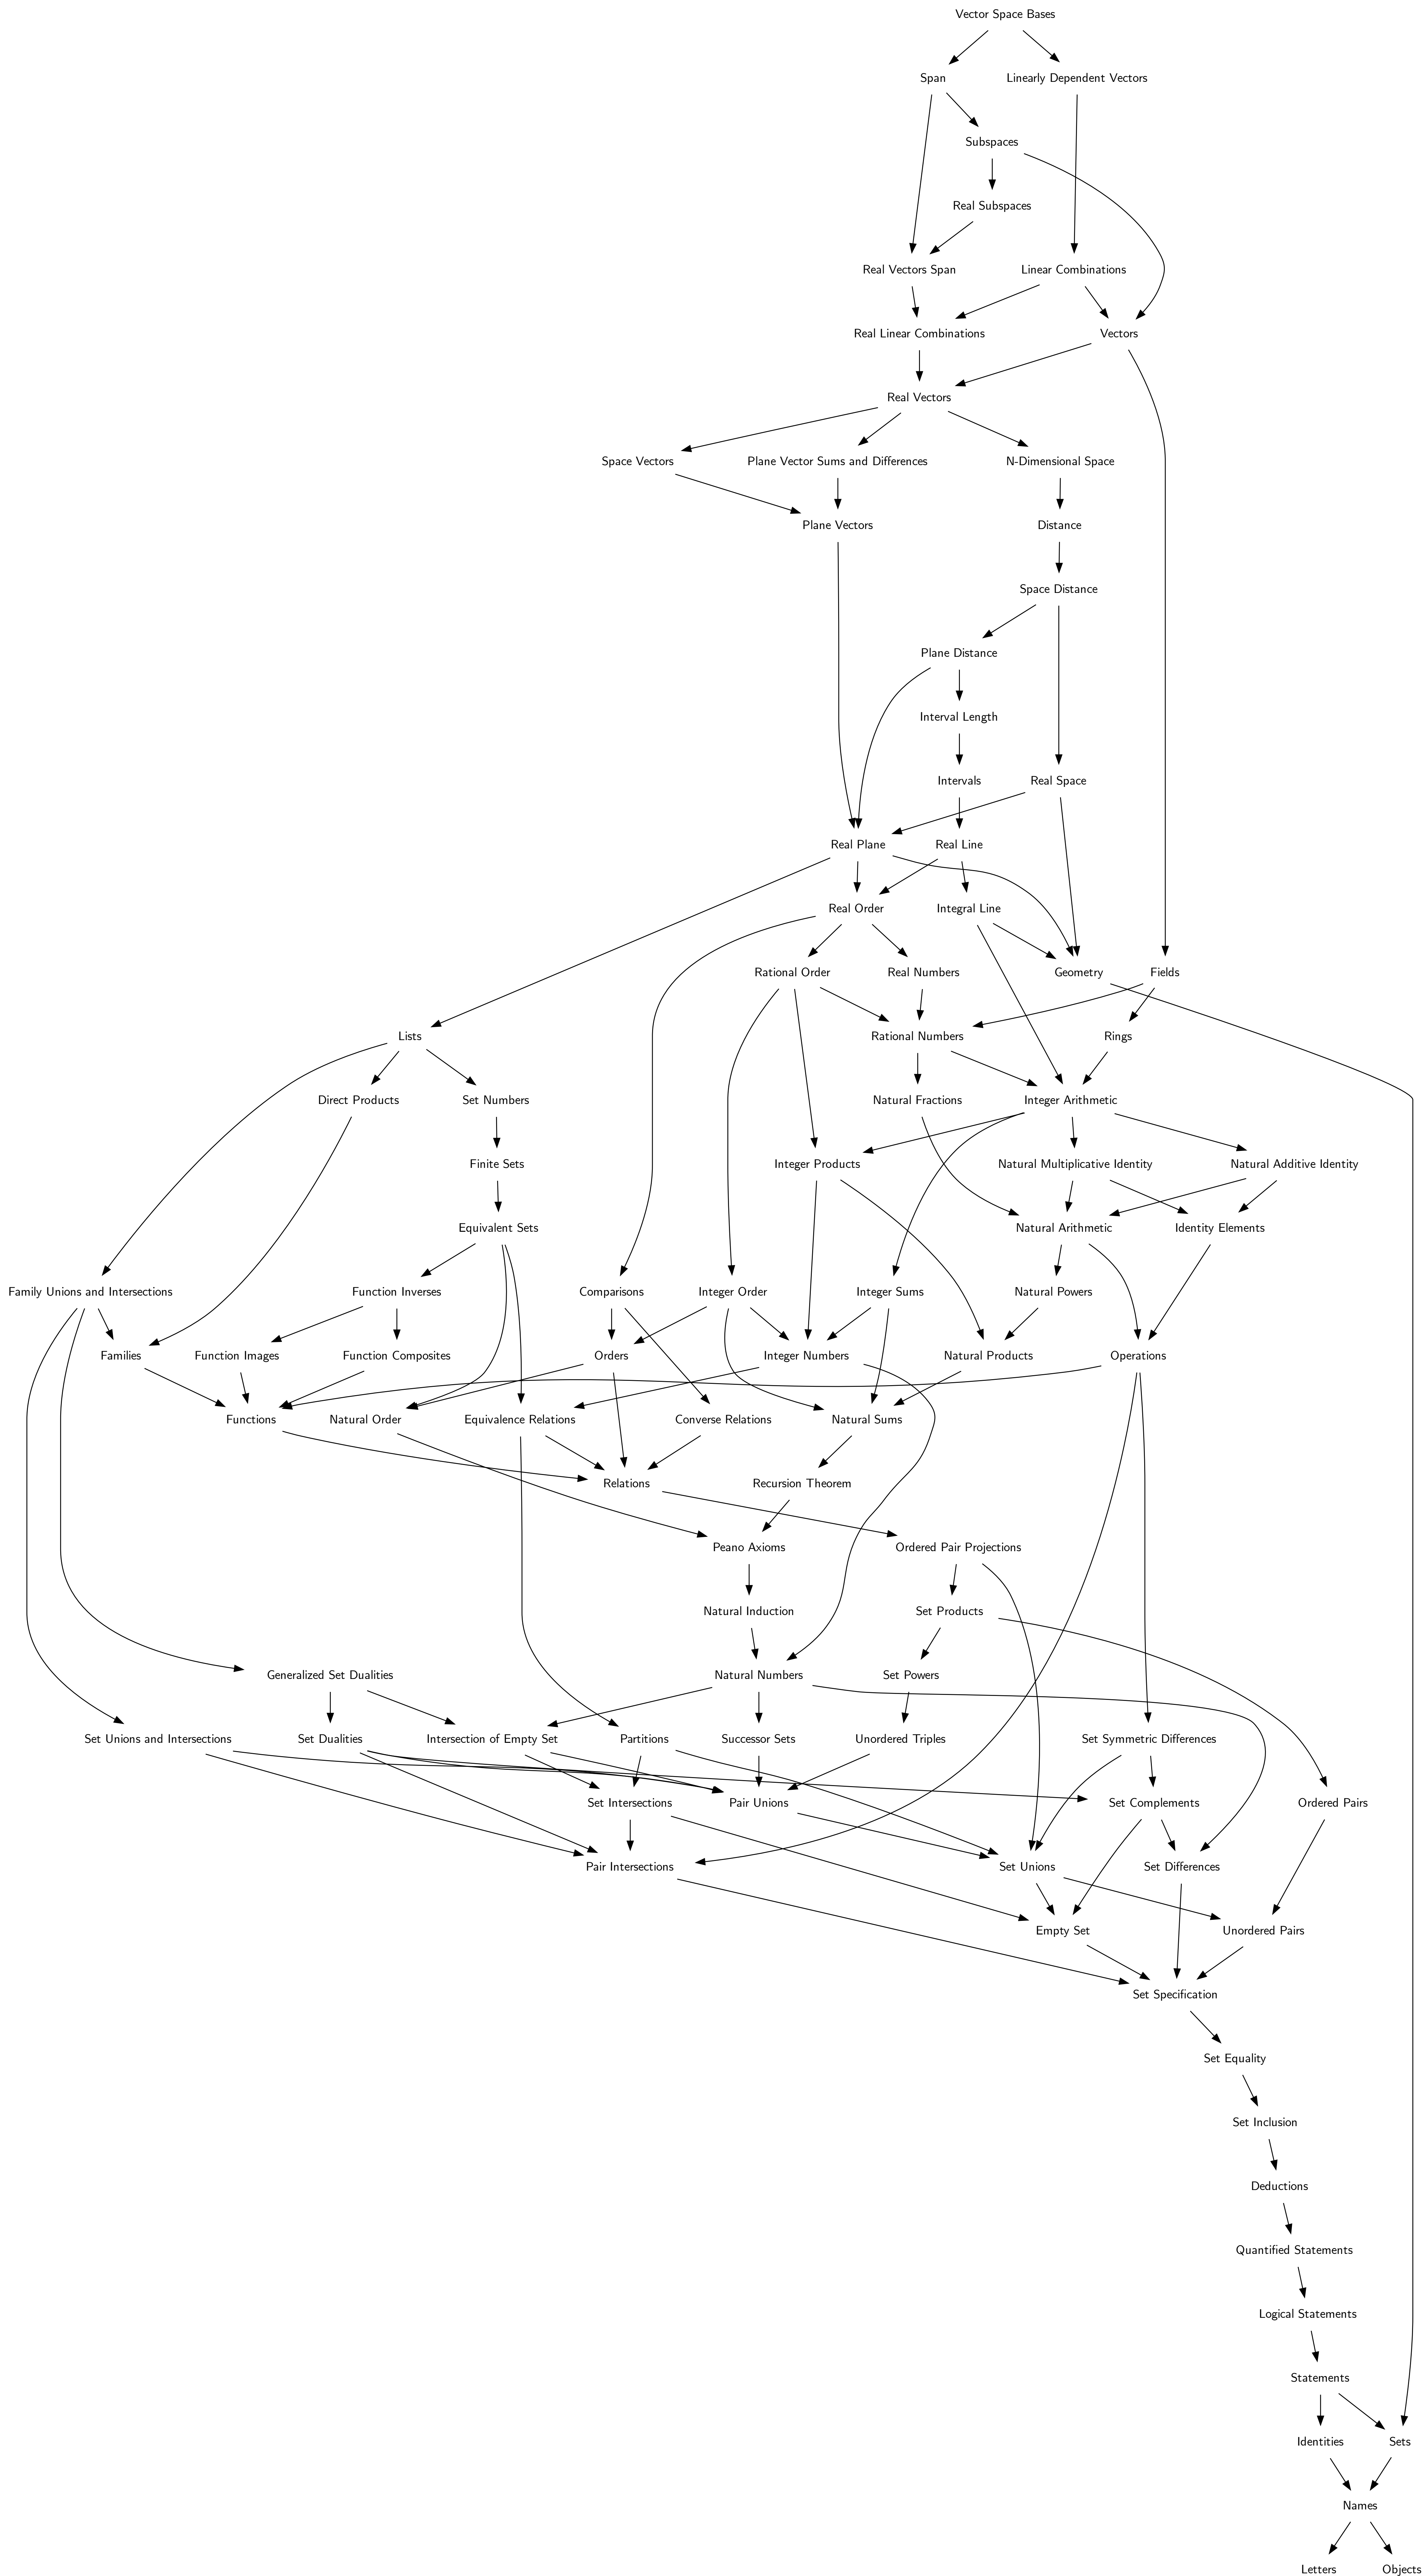 Vector Space Bases
Span
Linearly Dependent Vectors
Subspaces
Real Subspaces
Real Vectors Span
Linear Combinations
Real Linear Combinations
Vectors
Real Vectors
Space Vectors
Plane Vector Sums and Differences
N-Dimensional Space
Plane Vectors
Distance
Space Distance
Plane Distance
Interval Length
Intervals
Real Space
Real Plane
Real Line
Real Order
Integral Line
Rational Order
Real Numbers
Geometry
Fields
Lists
Rational Numbers
Rings
Direct Products
Set Numbers
Natural Fractions
Integer Arithmetic
Finite Sets
Integer Products
Natural Multiplicative Identity
Natural Additive Identity
Equivalent Sets
Natural Arithmetic
Identity Elements
Family Unions and Intersections
Function Inverses
Comparisons
Integer Order
Integer Sums
Natural Powers
Families
Function Images
Function Composites
Orders
Integer Numbers
Natural Products
Operations
Functions
Natural Order
Equivalence Relations
Converse Relations
Natural Sums
Relations
Recursion Theorem
Peano Axioms
Ordered Pair Projections
Natural Induction
Set Products
Generalized Set Dualities
Natural Numbers
Set Powers
Set Unions and Intersections
Set Dualities
Intersection of Empty Set
Partitions
Successor Sets
Unordered Triples
Set Symmetric Differences
Set Intersections
Pair Unions
Set Complements
Ordered Pairs
Pair Intersections
Set Unions
Set Differences
Empty Set
Unordered Pairs
Set Specification
Set Equality
Set Inclusion
Deductions
Quantified Statements
Logical Statements
Statements
Identities
Sets
Names
Letters
Objects